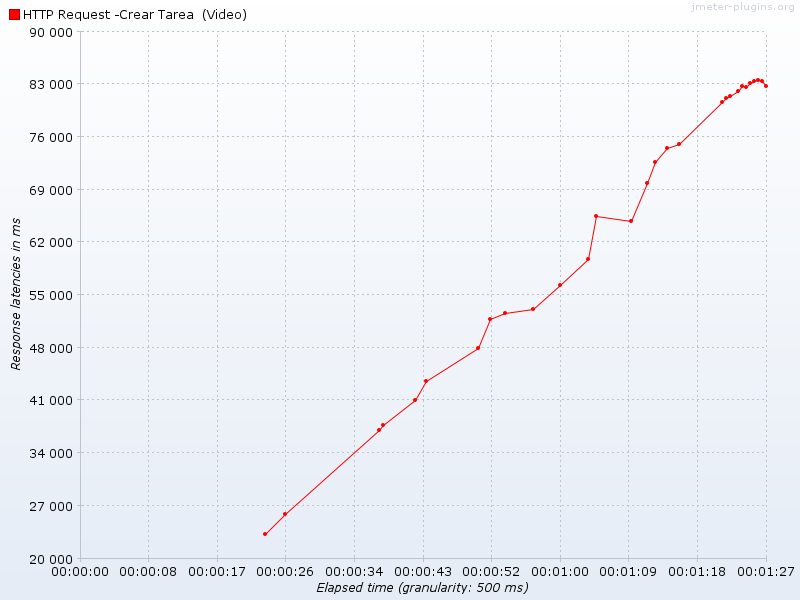 jmeter-plugins.org
HTTP Request -Crear Tarea  (Video)
90 000
83 000
76 000
69 000
62 000
55 000
48 000
41 000
34 000
27 000
20 000
Response latencies in ms
00:00:00 00:00:08 00:00:17 00:00:26 00:00:34 00:00:43 00:00:52 00:01:00 00:01:09 00:01:18 00:01:27
Elapsed time (granularity: 500 ms)